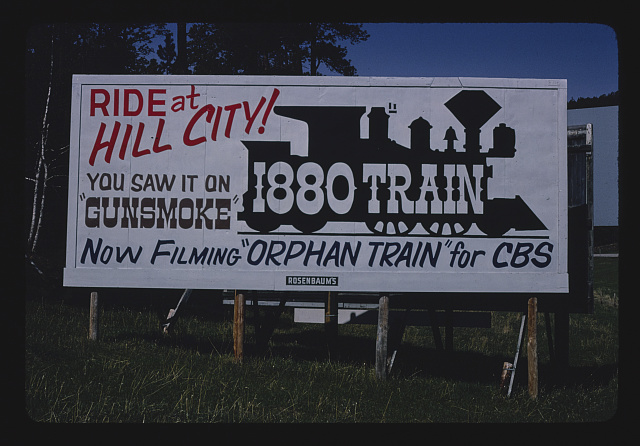 RIDE at
HILL CITY!
YOU SAW IT ON
"GUNSMOKE"
1880 TRAIN
NOW FILMING "ORPHAN TRAIN" for CBS
ROSENBAUM'S